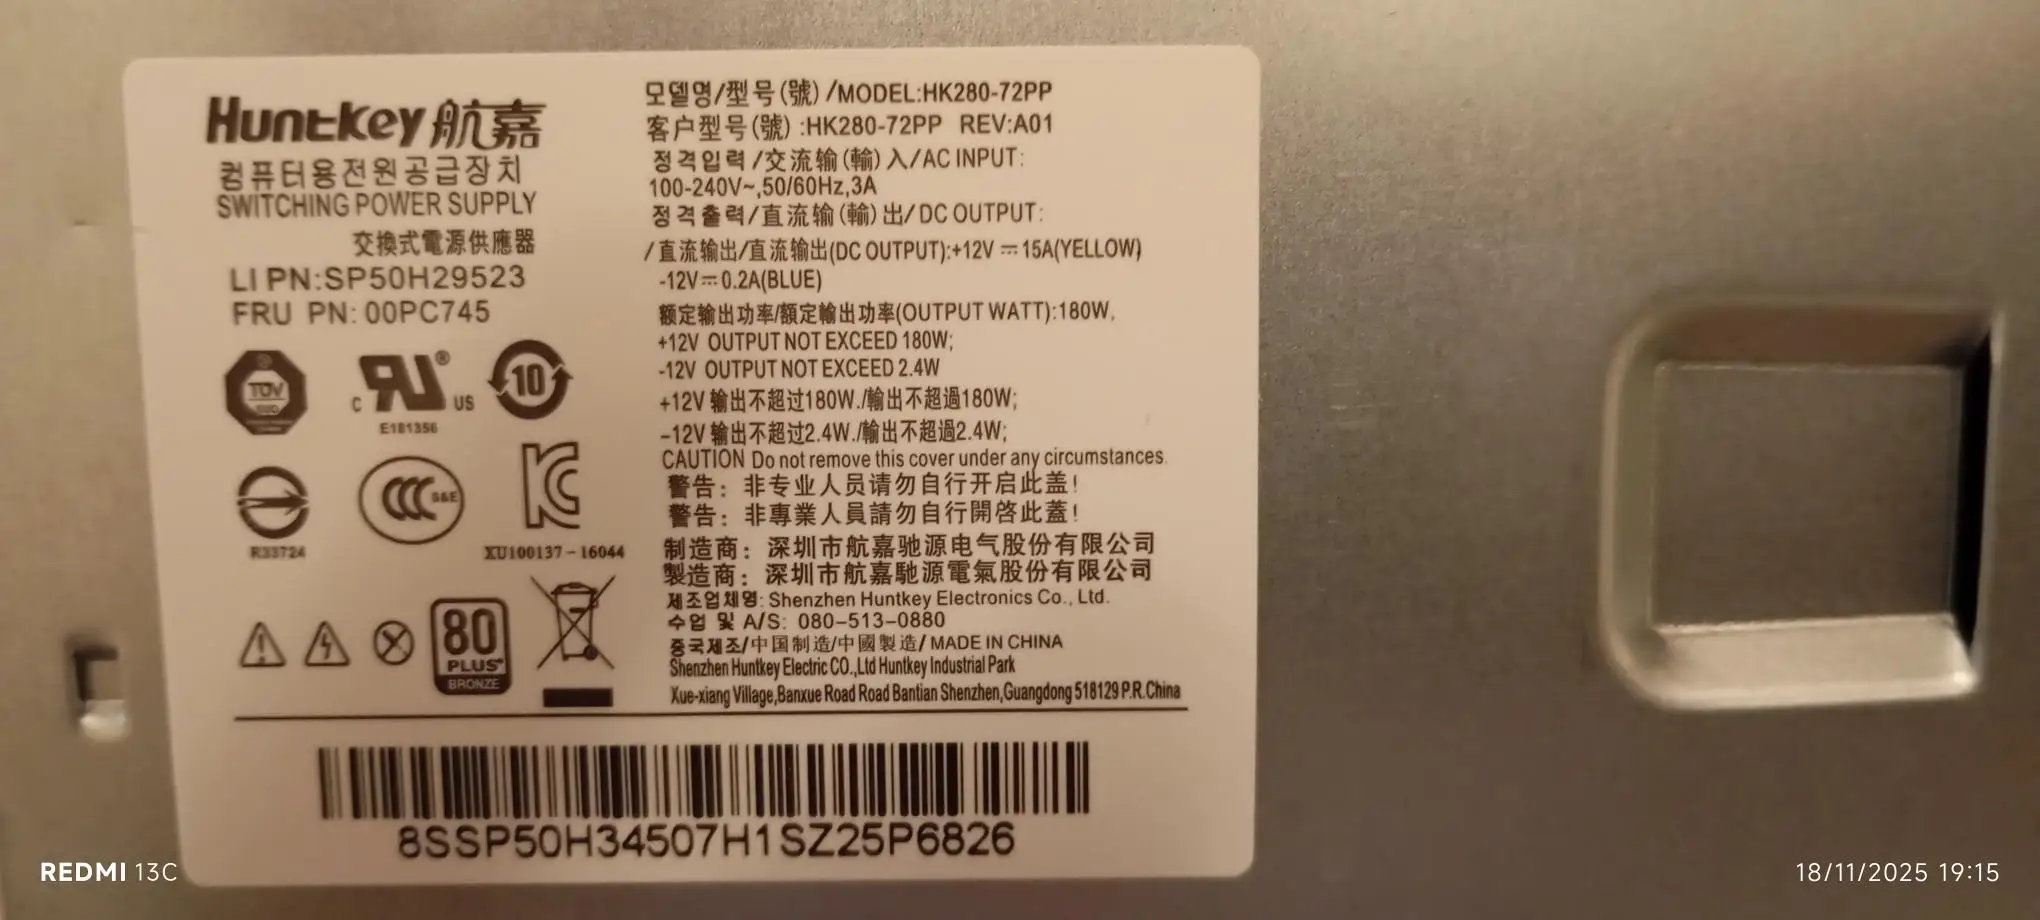 Huntkey 航嘉
컴퓨터용전원공급장치
SWITCHING POWER SUPPLY
交換式電源供應器
LI PN:SP50H29523
FRU PN: 00PC745
TÜV
SÜD
C RU ® US
E181356
10
R33724
CCC S&E
XU100137-16044
80
PLUS
BRONZE
모델명/型号(號)/MODEL:HK280-72PP
客户型号(號) :HK280-72PP REV:A01
정격입력/交流输(輸)入/AC INPUT:
100-240V~,50/60Hz,3A
정격출력/直流输(輸)出/DC OUTPUT:
/直流输出/直流輸出(DC OUTPUT):+12V ⎓ 15A(YELLOW)
-12V⎓0.2A(BLUE)
额定输出功率/額定輸出功率(OUTPUT WATT):180W,
+12V OUTPUT NOT EXCEED 180W;
-12V OUTPUT NOT EXCEED 2.4W
+12V 输出不超过180W./輸出不超過180W;
-12V 输出不超过2.4W./輸出不超過2.4W;
CAUTION Do not remove this cover under any circumstances.
警告：非专业人员请勿自行开启此盖!
警告：非專業人員請勿自行開啓此蓋!
制造商：深圳市航嘉驰源电气股份有限公司
製造商：深圳市航嘉馳源電氣股份有限公司
제조업체명: Shenzhen Huntkey Electronics Co., Ltd.
수업 및 A/S: 080-513-0880
중국제조/中国制造/中國製造/ MADE IN CHINA
Shenzhen Huntkey Electric CO.,Ltd Huntkey Industrial Park
Xue-xiang Village,Banxue Road Road Bantian Shenzhen,Guangdong 518129 P.R.China
8SSP50H34507H1SZ25P6826
REDMI 13C
18/11/2025 19:15